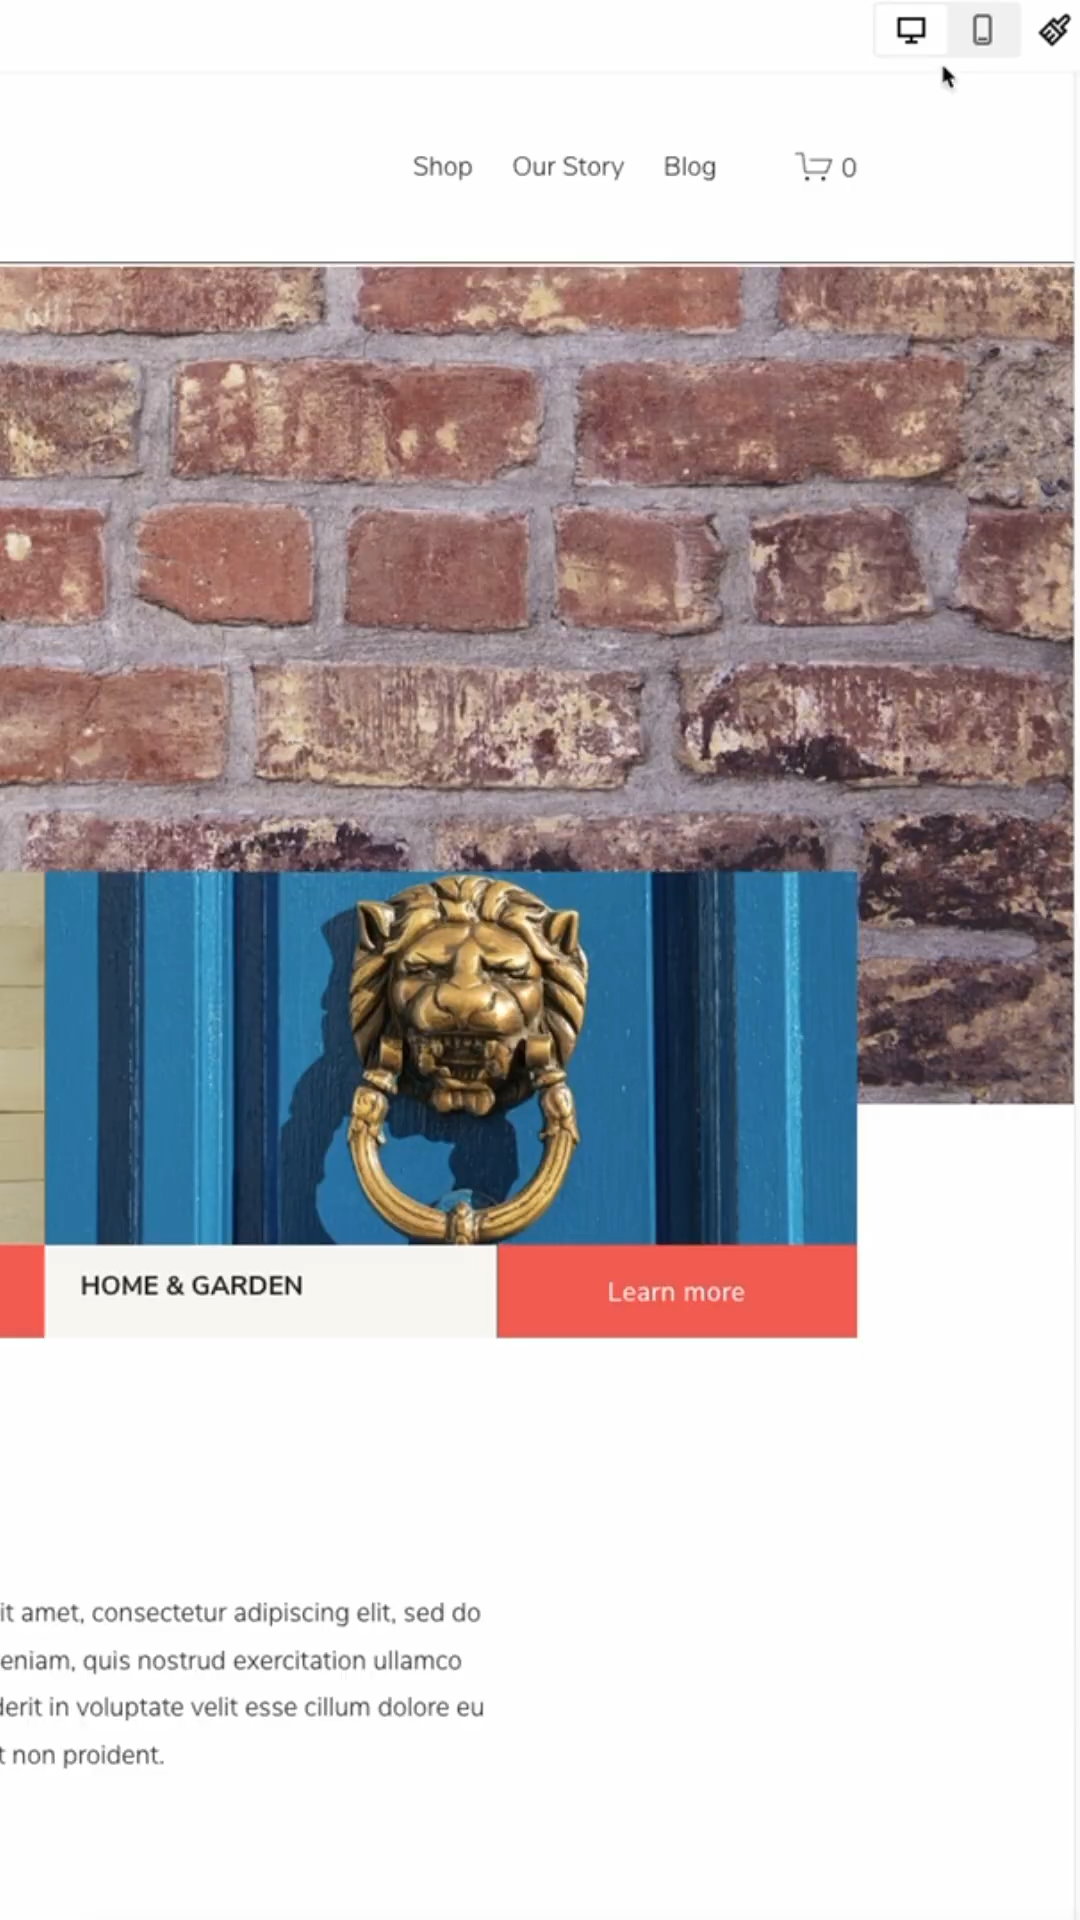 Shop Our Story Blog 0
HOME & GARDEN
Learn more
it amet, consectetur adipiscing elit, sed do
eniam, quis nostrud exercitation ullamco
derit in voluptate velit esse cillum dolore eu
t non proident.